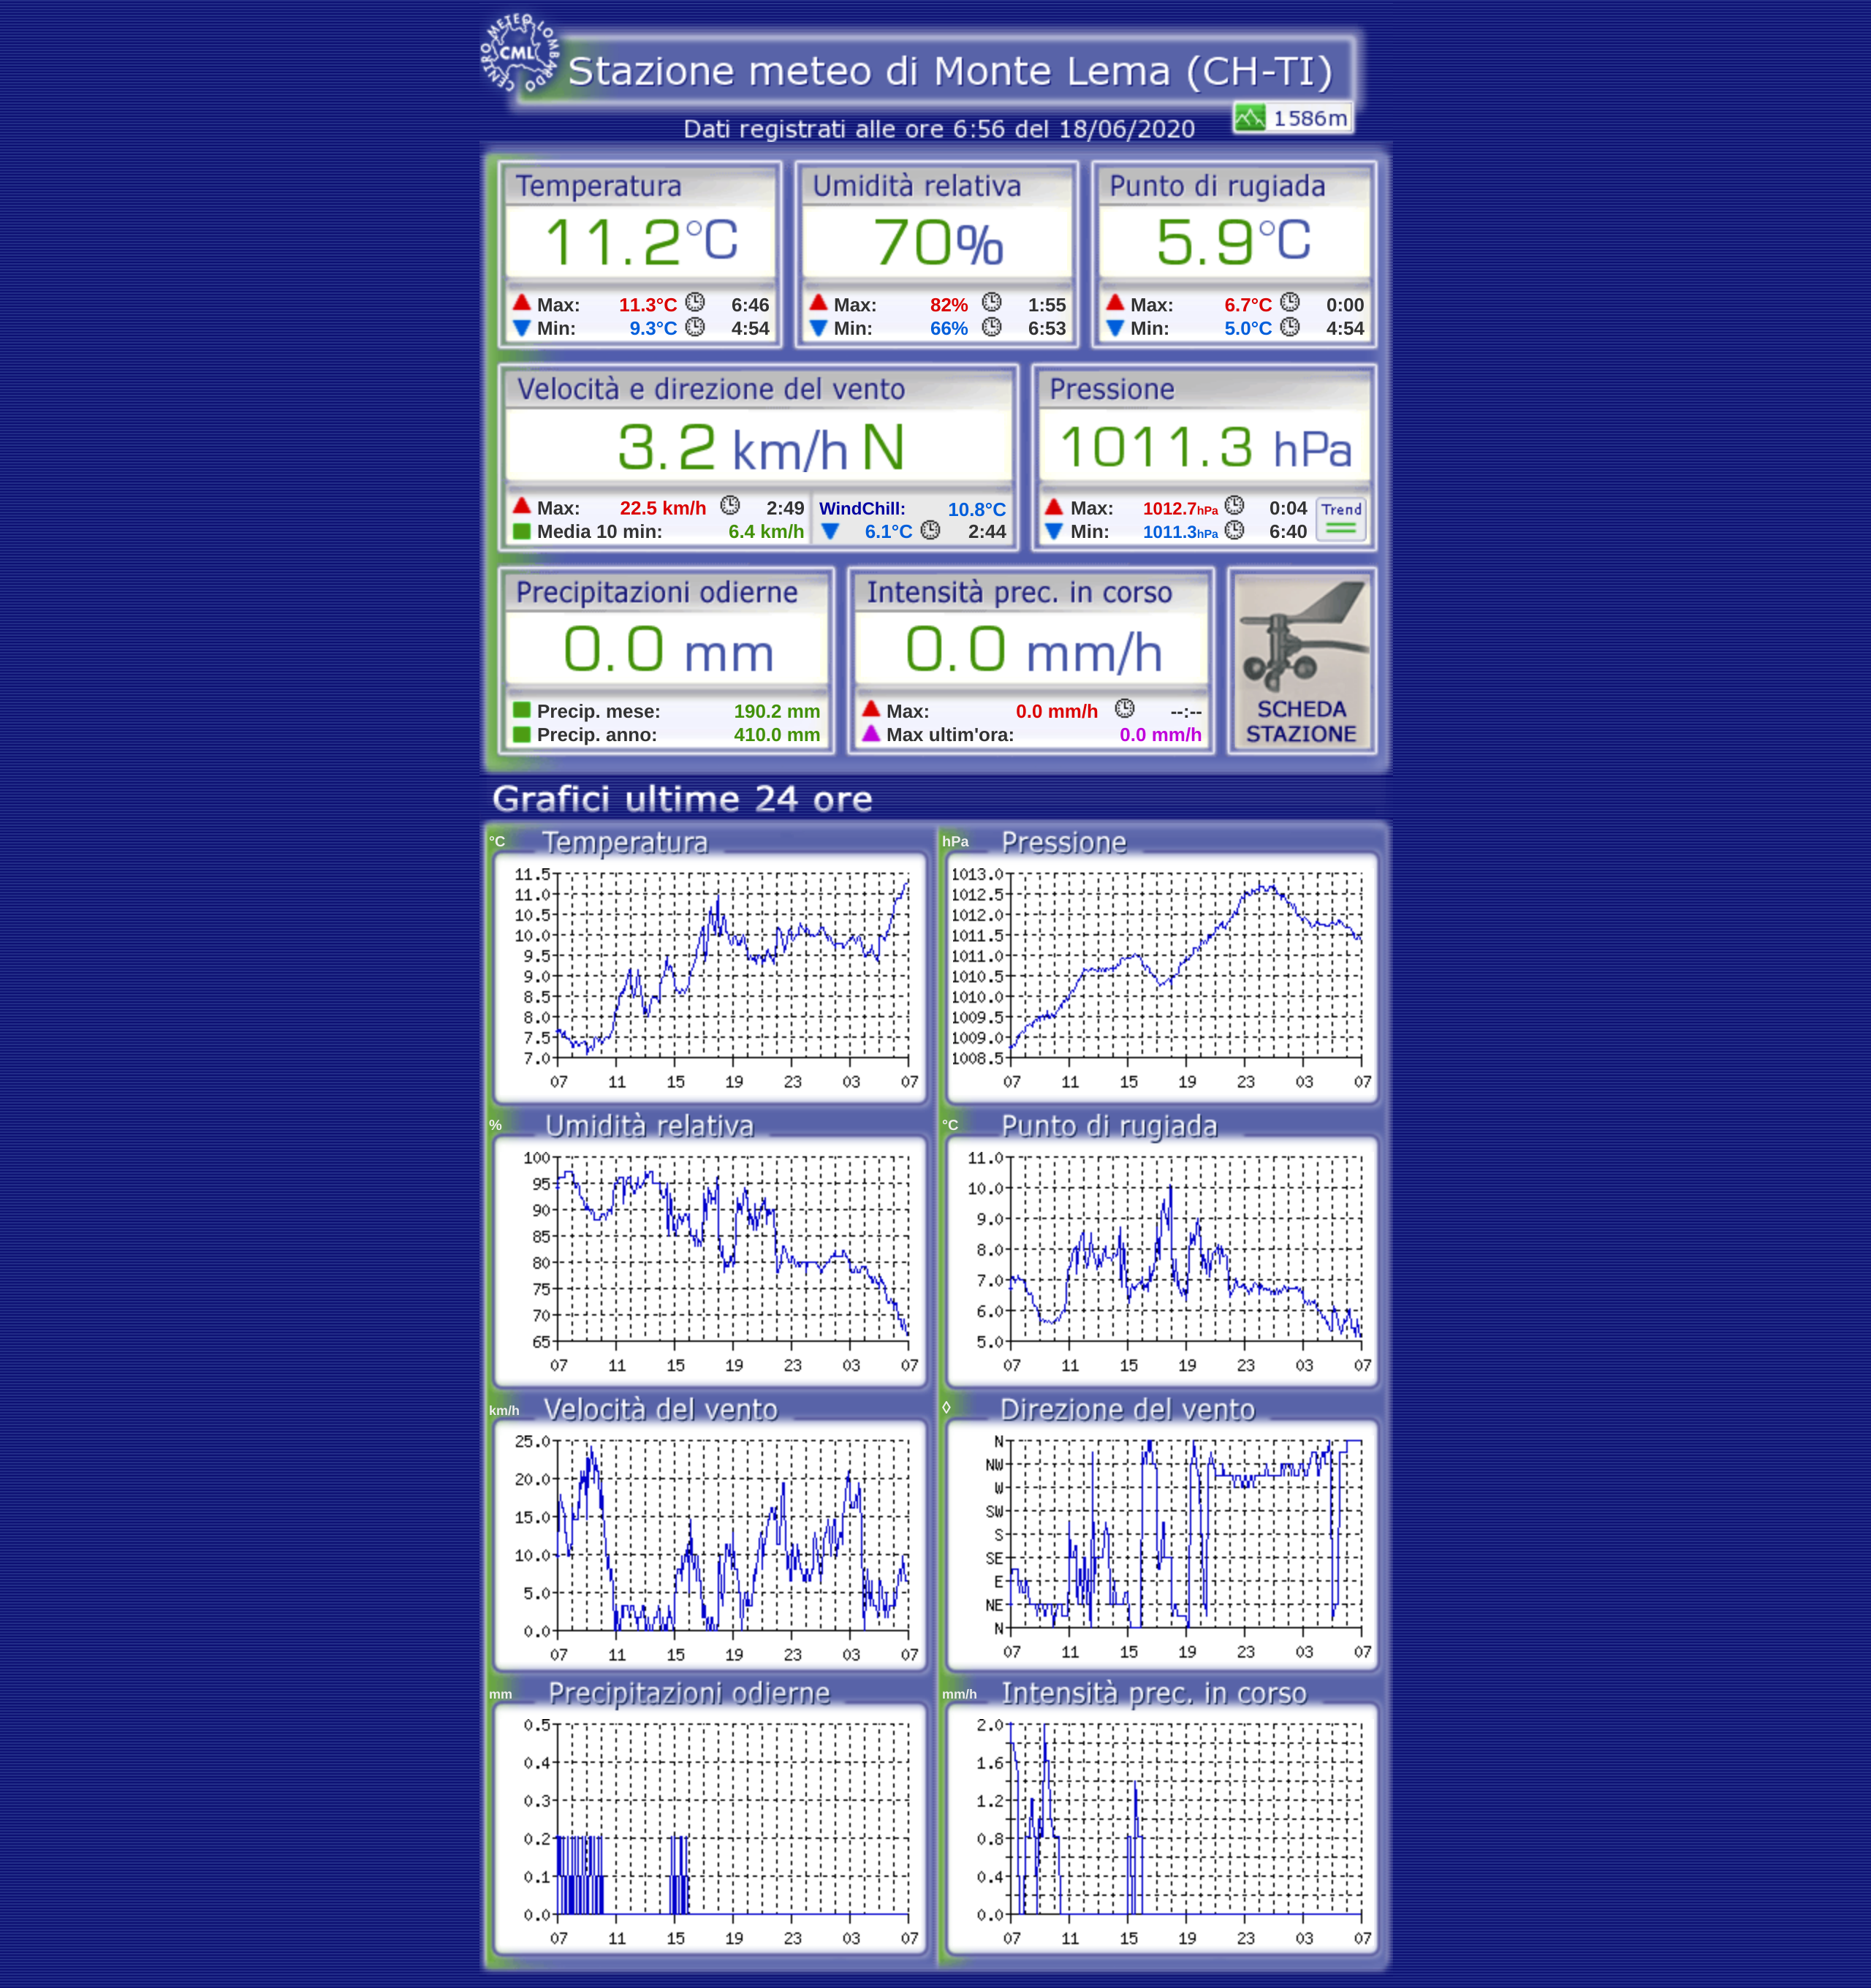 CENTRO METEO LOMBARDO
CML
Stazione meteo di Monte Lema (CH-TI)
1586m
Dati registrati alle ore 6:56 del 18/06/2020
Temperatura Umidità relativa Punto di rugiada
11.2°C 70% 5.9°C
Max: 11.3°C 6:46 Max: 82% 1:55 Max: 6.7°C 0:00
Min: 9.3°C 4:54 Min: 66% 6:53 Min: 5.0°C 4:54
Velocità e direzione del vento Pressione
3.2 km/h N 1011.3 hPa
Max: 22.5 km/h 2:49 WindChill: 10.8°C Max: 1012.7hPa 0:04 Trend
Media 10 min: 6.4 km/h 6.1°C 2:44 Min: 1011.3hPa 6:40
Precipitazioni odierne Intensità prec. in corso
0.0 mm 0.0 mm/h
Precip. mese: 190.2 mm Max: 0.0 mm/h --:-- SCHEDA
Precip. anno: 410.0 mm Max ultim'ora: 0.0 mm/h STAZIONE
Grafici ultime 24 ore
°C Temperatura
11.5
11.0
10.5
10.0
9.5
9.0
8.5
8.0
7.5
7.0
07 11 15 19 23 03 07
hPa Pressione
1013.0
1012.5
1012.0
1011.5
1011.0
1010.5
1010.0
1009.5
1009.0
1008.5
07 11 15 19 23 03 07
% Umidità relativa
100
95
90
85
80
75
70
65
07 11 15 19 23 03 07
°C Punto di rugiada
11.0
10.0
9.0
8.0
7.0
6.0
5.0
07 11 15 19 23 03 07
km/h Velocità del vento
25.0
20.0
15.0
10.0
5.0
0.0
07 11 15 19 23 03 07
◊ Direzione del vento
N
NW
W
SW
S
SE
E
NE
N
07 11 15 19 23 03 07
mm Precipitazioni odierne
0.5
0.4
0.3
0.2
0.1
0.0
07 11 15 19 23 03 07
mm/h Intensità prec. in corso
2.0
1.6
1.2
0.8
0.4
0.0
07 11 15 19 23 03 07